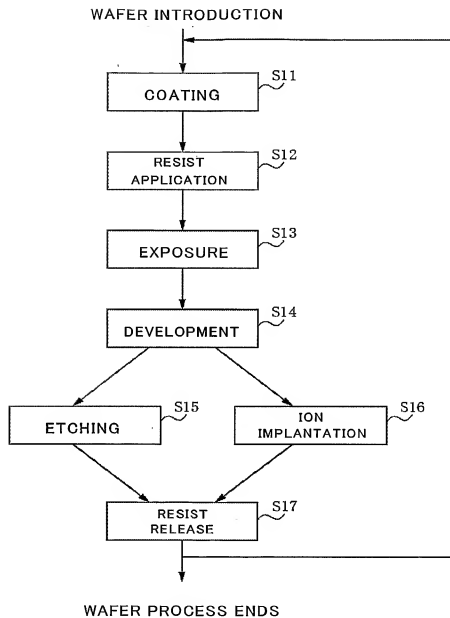 WAFER INTRODUCTION
S11
COATING
S12
RESIST
APPLICATION
S13
EXPOSURE
S14
DEVELOPMENT
S15
ETCHING
S16
ION
IMPLANTATION
S17
RESIST
RELEASE
WAFER PROCESS ENDS